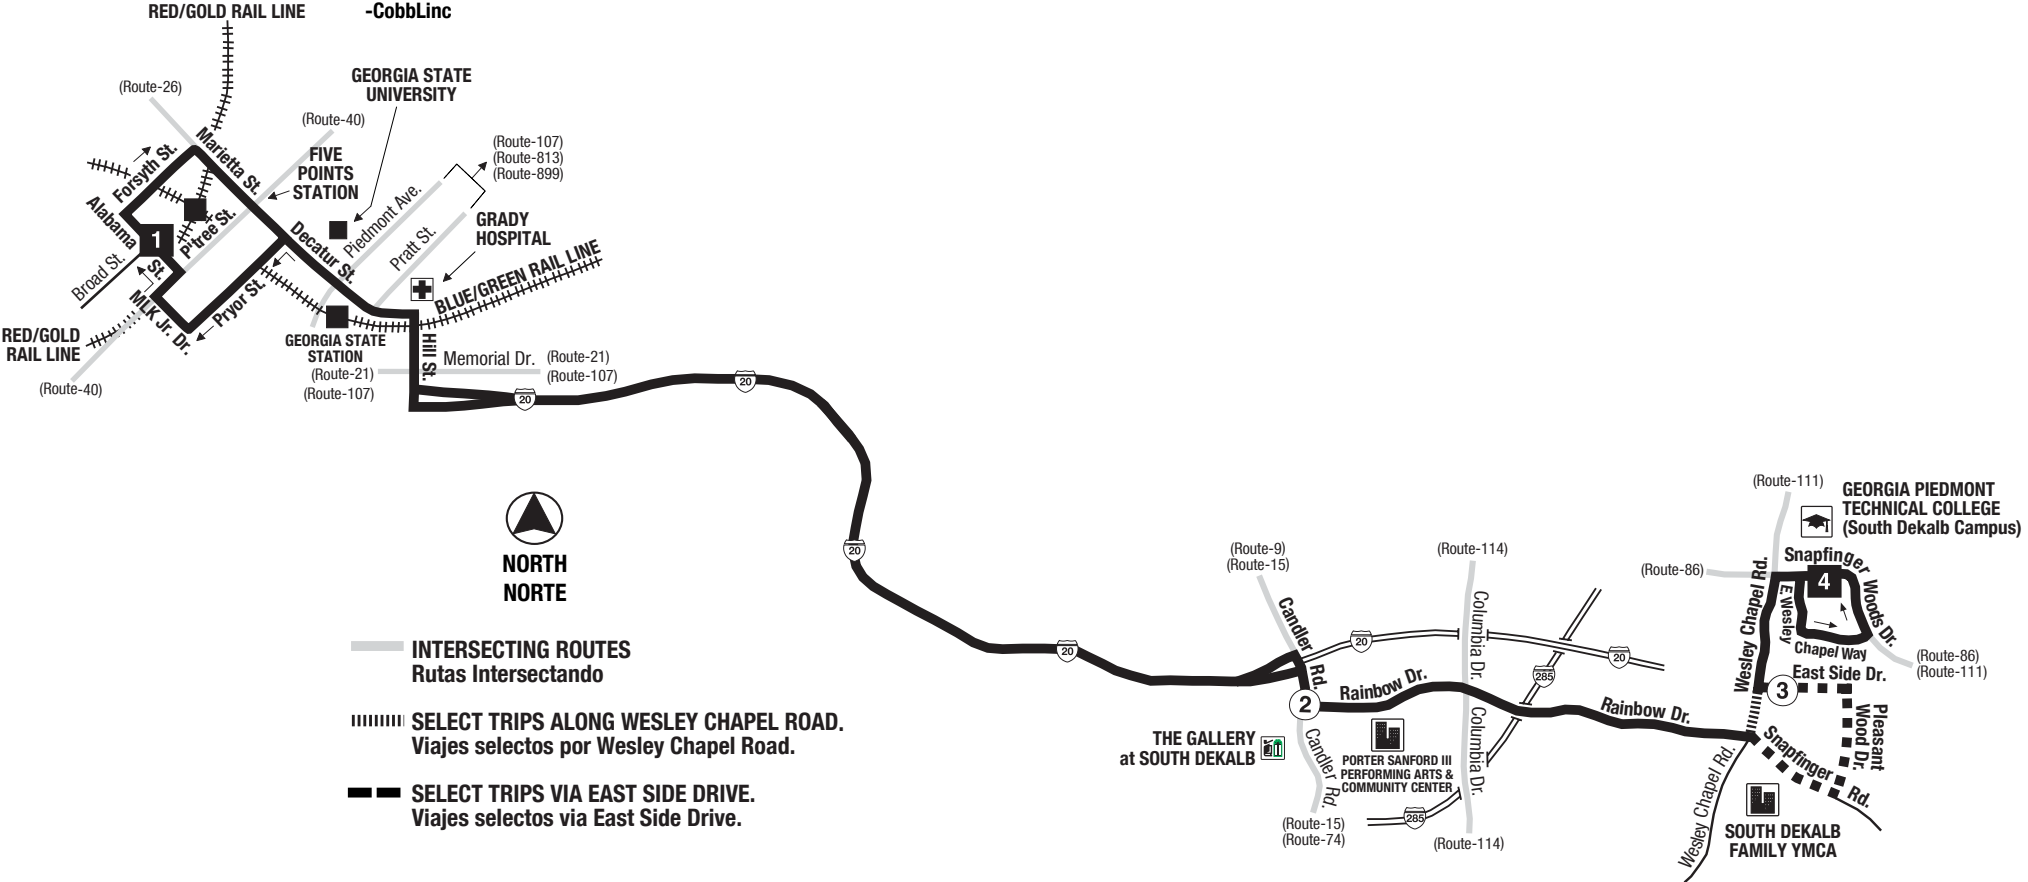 RED/GOLD RAIL LINE
-CobbLinc
GEORGIA STATE
UNIVERSITY
(Route-26)
(Route-40)
Marietta St.
Forsyth St.
FIVE
POINTS
STATION
(Route-107)
(Route-813)
(Route-899)
Alabama
St.
1
P'tree St.
Broad St.
Decatur St.
Piedmont Ave.
Pratt St.
GRADY
HOSPITAL
BLUE/GREEN RAIL LINE
MLK Jr. Dr.
Pryor St.
RED/GOLD
RAIL LINE
(Route-40)
GEORGIA STATE
STATION
(Route-21)
(Route-107)
Hill St.
Memorial Dr.
(Route-21)
(Route-107)
20
20
20
20
NORTH
NORTE
INTERSECTING ROUTES
Rutas Intersectando
SELECT TRIPS ALONG WESLEY CHAPEL ROAD.
Viajes selectos por Wesley Chapel Road.
SELECT TRIPS VIA EAST SIDE DRIVE.
Viajes selectos via East Side Drive.
(Route-9)
(Route-15)
Candler
Rd.
2
THE GALLERY
at SOUTH DEKALB
Candler Rd.
(Route-15)
(Route-74)
20
Rainbow Dr.
PORTER SANFORD III
PERFORMING ARTS &
COMMUNITY CENTER
(Route-114)
Columbia Dr.
Columbia Dr.
(Route-114)
285
285
20
Rainbow Dr.
(Route-111)
GEORGIA PIEDMONT
TECHNICAL COLLEGE
(South Dekalb Campus)
(Route-86)
Wesley Chapel Rd.
Snapfinger
Woods Dr.
4
E. Wesley
Chapel Way
(Route-86)
(Route-111)
East Side Dr.
3
Pleasant
Wood Dr.
Snapfinger
Rd.
Wesley Chapel Rd.
SOUTH DEKALB
FAMILY YMCA